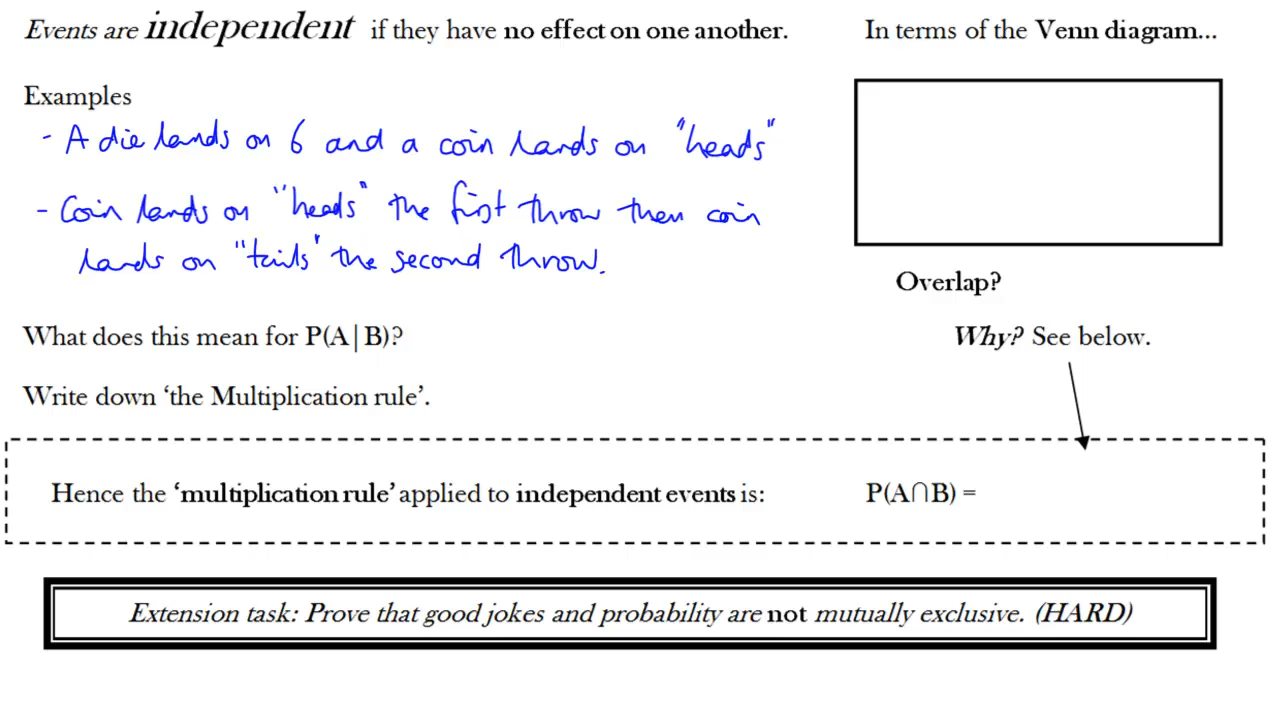 Events are independent if they have no effect on one another.
In terms of the Venn diagram...
Examples
- A die lands on 6 and a coin lands on "heads"
- Coin lands on "heads" the first throw then coin
lands on "tails" the second throw.
Overlap?
What does this mean for P(A|B)?
Why? See below.
Write down ‘the Multiplication rule’.
Hence the ‘multiplication rule’ applied to independent events is:
P(A∩B) =
Extension task: Prove that good jokes and probability are not mutually exclusive. (HARD)